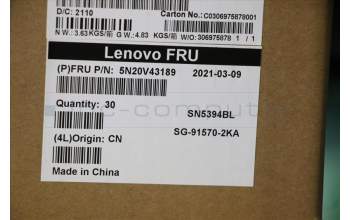 D/C: 2110
Carton No.: C0306975878001
N W.: 3.63 KGS/箱 G W.: 4.83 KGS/箱 W/O:306975878 1 / 1
Lenovo FRU
(P)FRU P/N: 5N20V43189 2021-03-09
Quantity: 30 SN5394BL
SG-91570-2KA
(4L)Origin: CN
Made in China